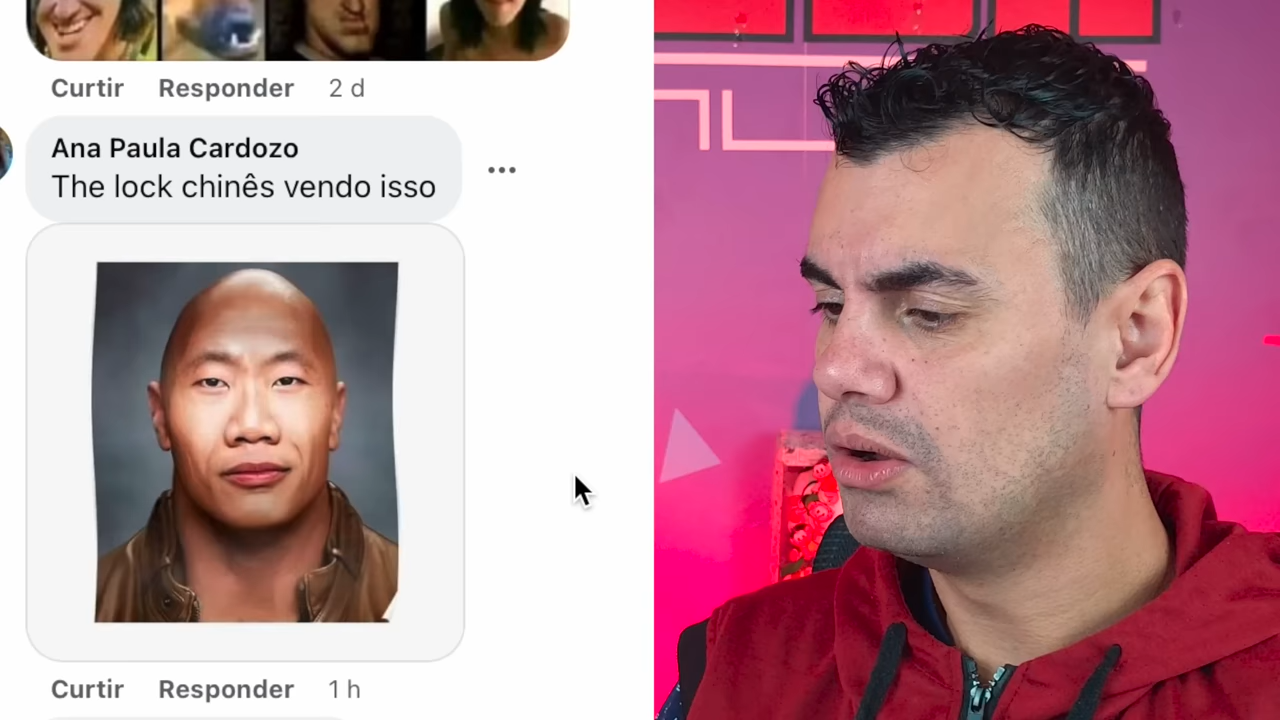 Curtir Responder 2 d
Ana Paula Cardozo
The lock chinês vendo isso
Curtir Responder 1 h